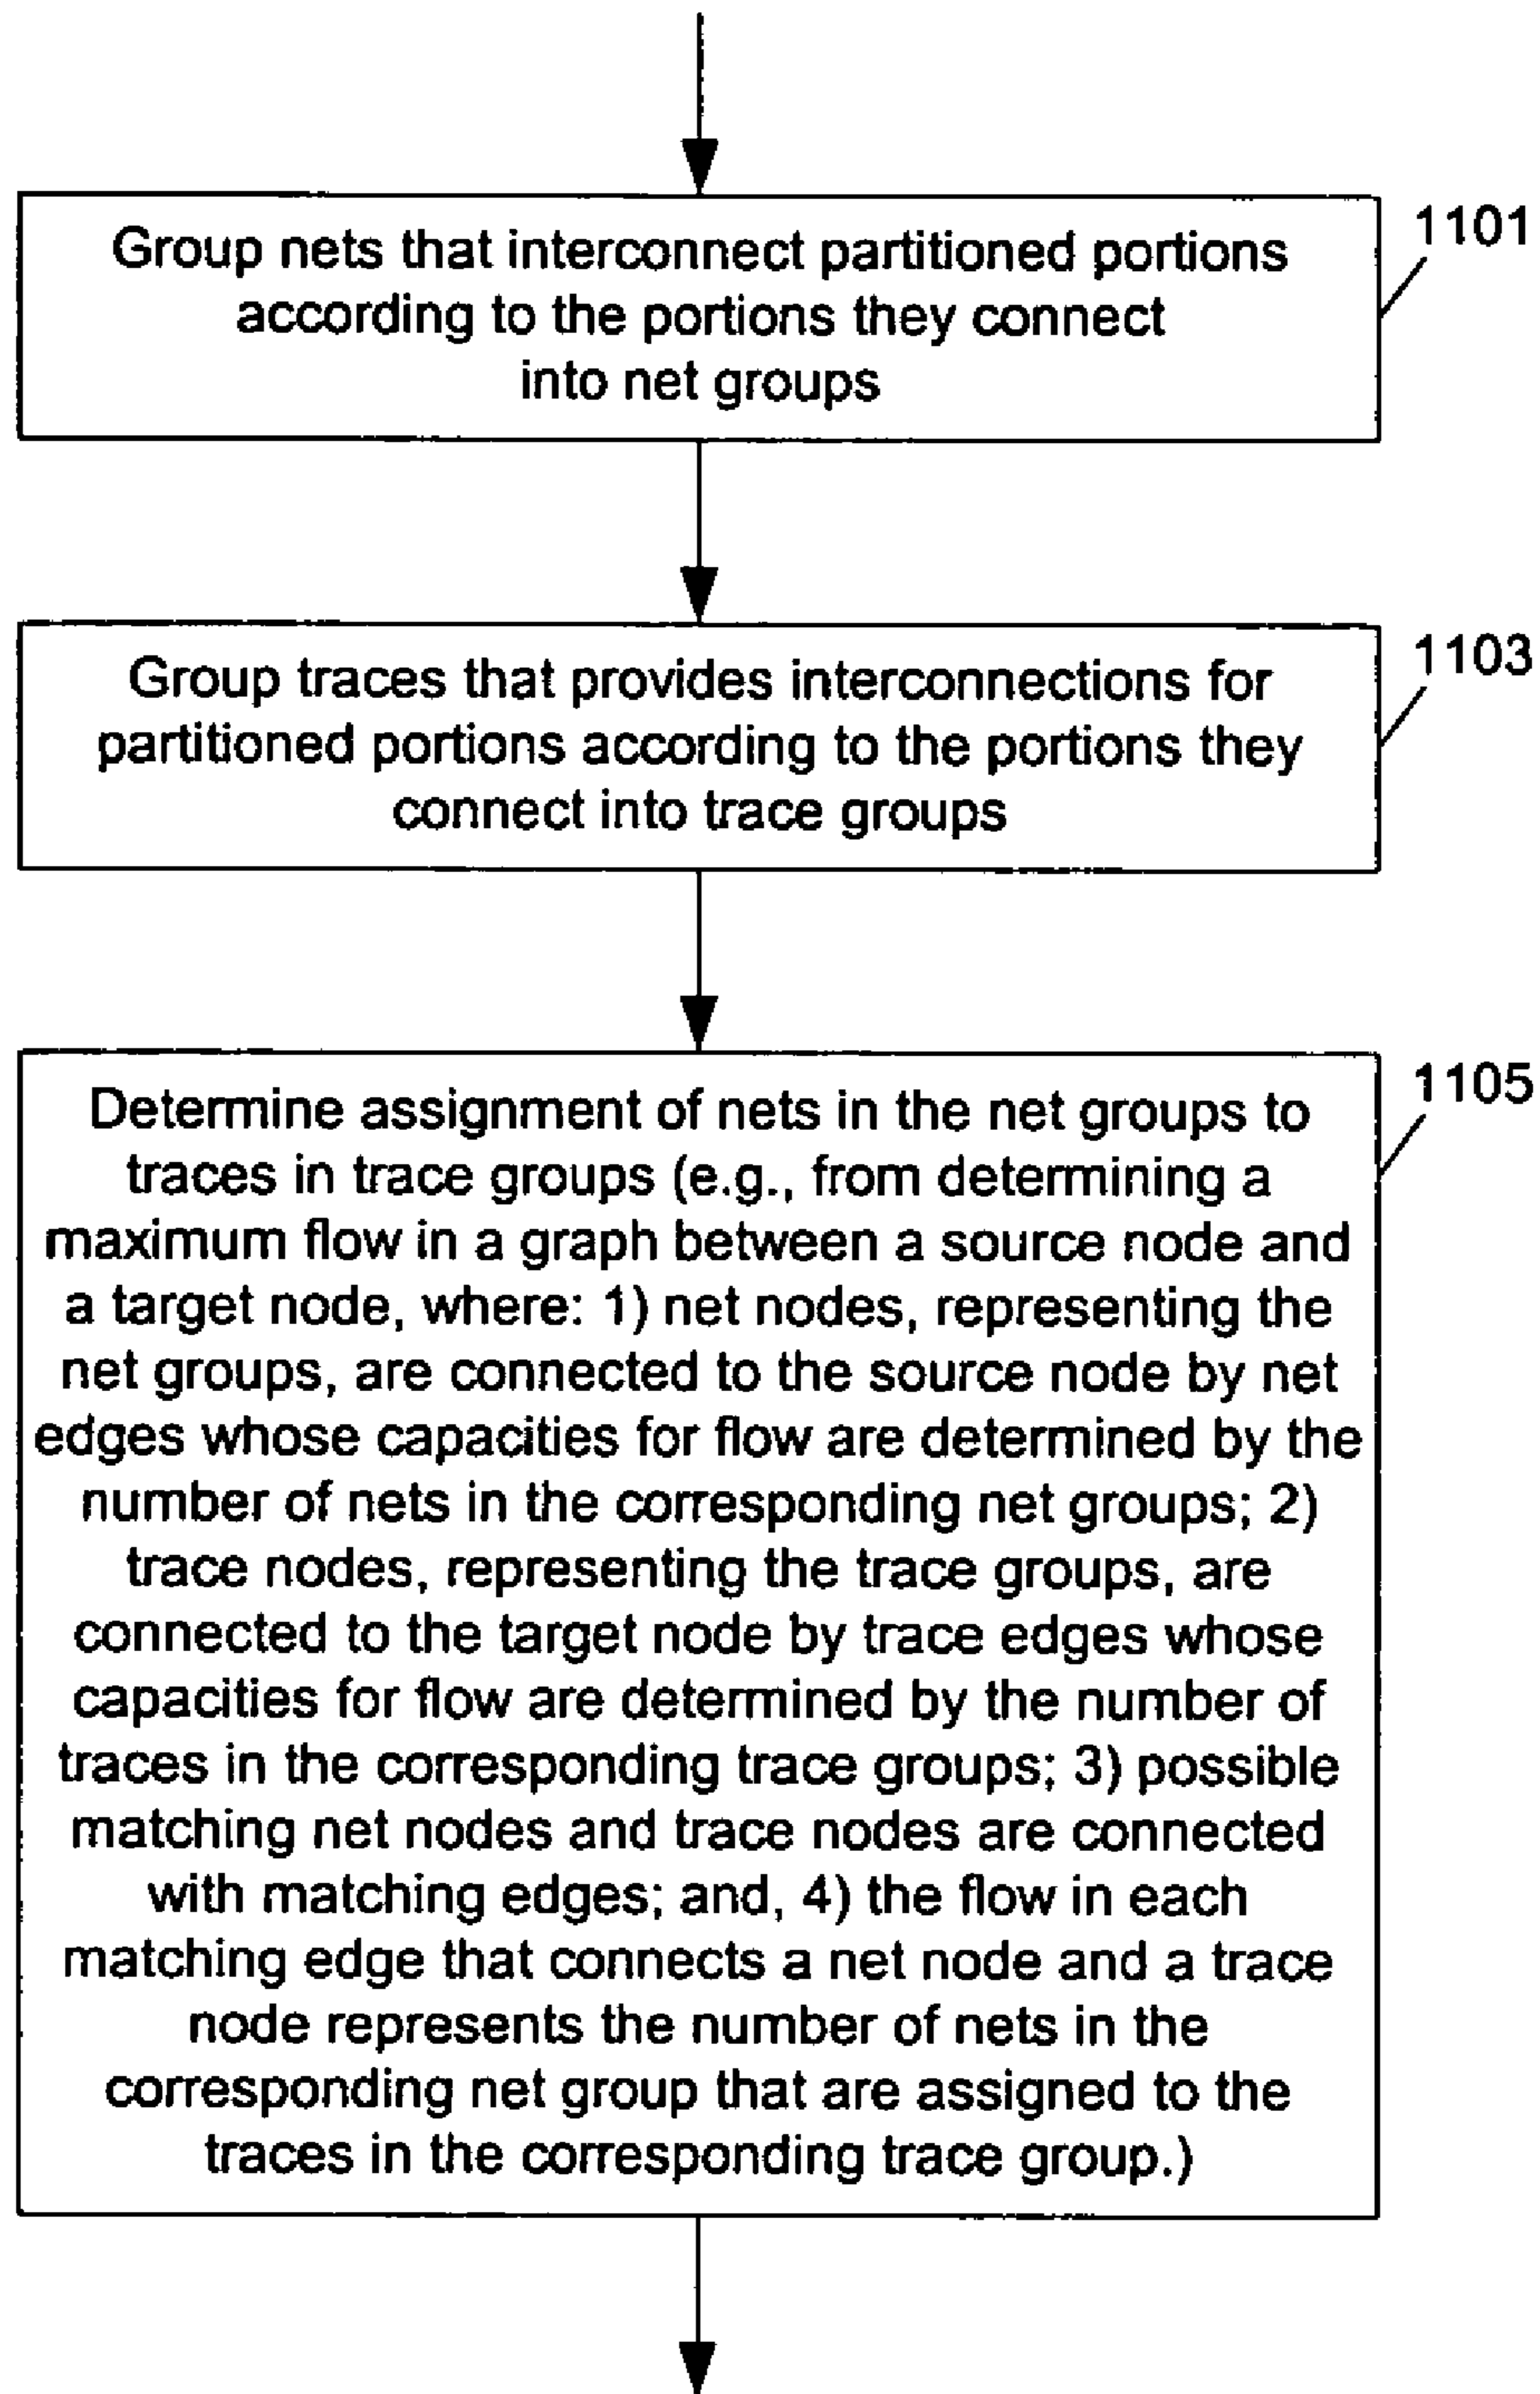 Group nets that interconnect partitioned portions
according to the portions they connect
into net groups
1101
Group traces that provides interconnections for
partitioned portions according to the portions they
connect into trace groups
1103
Determine assignment of nets in the net groups to
traces in trace groups (e.g., from determining a
maximum flow in a graph between a source node and
a target node, where: 1) net nodes, representing the
net groups, are connected to the source node by net
edges whose capacities for flow are determined by the
number of nets in the corresponding net groups; 2)
trace nodes, representing the trace groups, are
connected to the target node by trace edges whose
capacities for flow are determined by the number of
traces in the corresponding trace groups; 3) possible
matching net nodes and trace nodes are connected
with matching edges; and, 4) the flow in each
matching edge that connects a net node and a trace
node represents the number of nets in the
corresponding net group that are assigned to the
traces in the corresponding trace group.)
1105